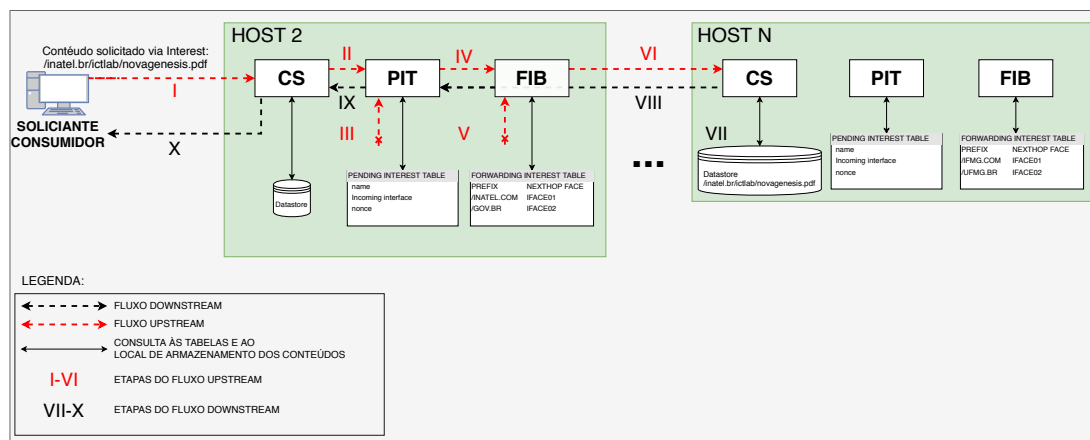 HOST 2
HOST N
Contéudo solicitado via Interest:
/inatel.br/ictlab/novagenesis.pdf
I
SOLICIANTE
CONSUMIDOR
X
CS
II
PIT
IV
FIB
VI
IX
VIII
III
V
Datastore
PENDING INTEREST TABLE
name
Incoming interface
nonce
FORWARDING INTEREST TABLE
PREFIX NEXTHOP FACE
/INATEL.COM IFACE01
/GOV.BR IFACE02
...
CS
PIT
FIB
VII
Datastore
/inatel.br/ictlab/novagenesis.pdf
PENDING INTEREST TABLE
name
Incoming interface
nonce
FORWARDING INTEREST TABLE
PREFIX NEXTHOP FACE
/IFMG.COM IFACE01
/UFMG.BR IFACE02
LEGENDA:
FLUXO DOWNSTREAM
FLUXO UPSTREAM
CONSULTA ÀS TABELAS E AO
LOCAL DE ARMAZENAMENTO DOS CONTEÚDOS
I-VI ETAPAS DO FLUXO UPSTREAM
VII-X ETAPAS DO FLUXO DOWNSTREAM